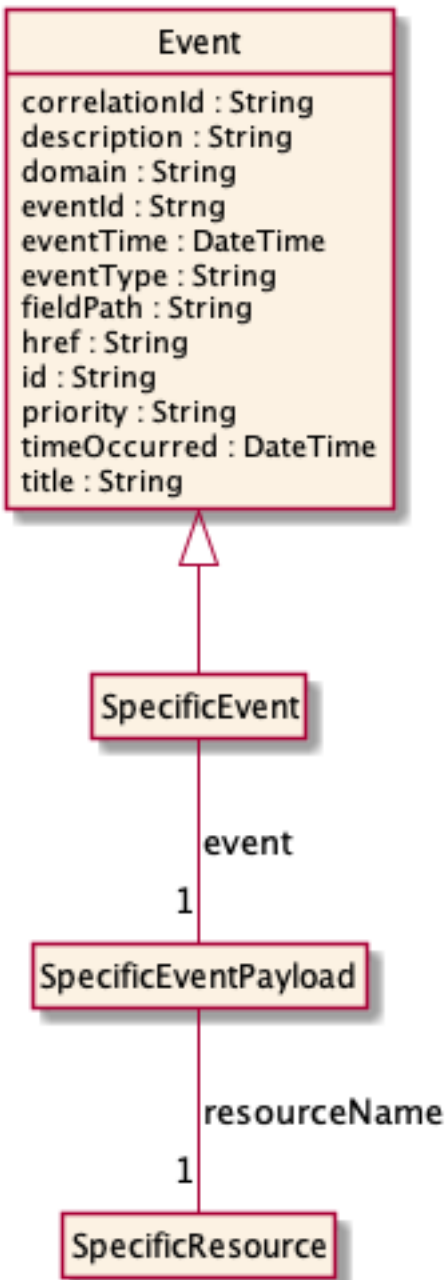 Event
correlationId : String
description : String
domain : String
eventId : Strng
eventTime : DateTime
eventType : String
fieldPath : String
href : String
id : String
priority : String
timeOccurred : DateTime
title : String
SpecificEvent
event
1
SpecificEventPayload
resourceName
1
SpecificResource